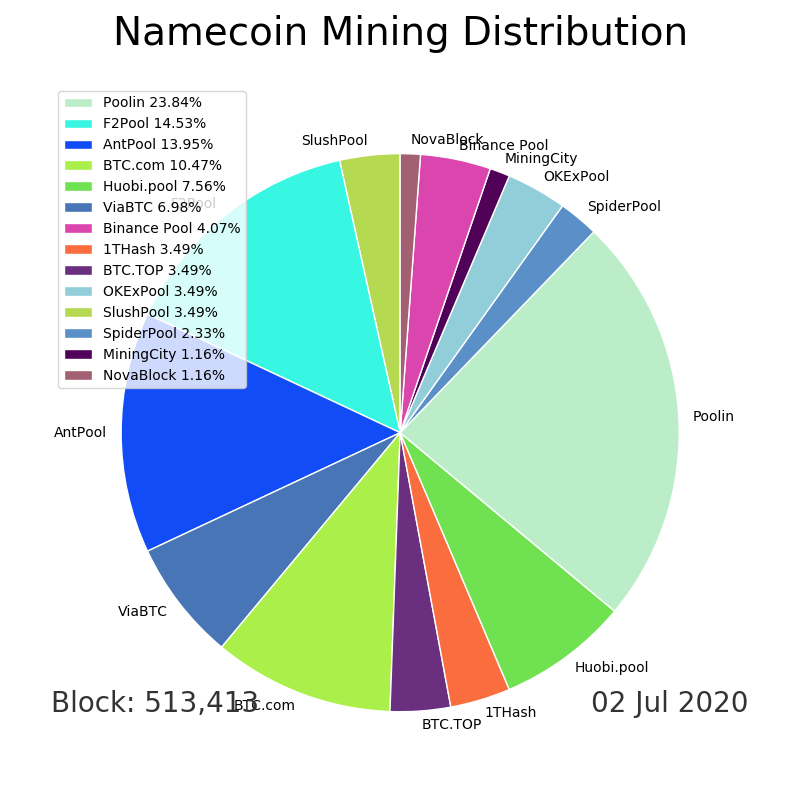 Namecoin Mining Distribution
Poolin 23.84%
F2Pool 14.53%
AntPool 13.95%
BTC.com 10.47%
Huobi.pool 7.56%
ViaBTC 6.98%
Binance Pool 4.07%
1THash 3.49%
BTC.TOP 3.49%
OKExPool 3.49%
SlushPool 3.49%
SpiderPool 2.33%
MiningCity 1.16%
NovaBlock 1.16%
SlushPool
NovaBlock
Binance Pool
MiningCity
OKExPool
SpiderPool
F2Pool
Poolin
AntPool
ViaBTC
Huobi.pool
BTC.com
1THash
BTC.TOP
Block: 513,413
02 Jul 2020